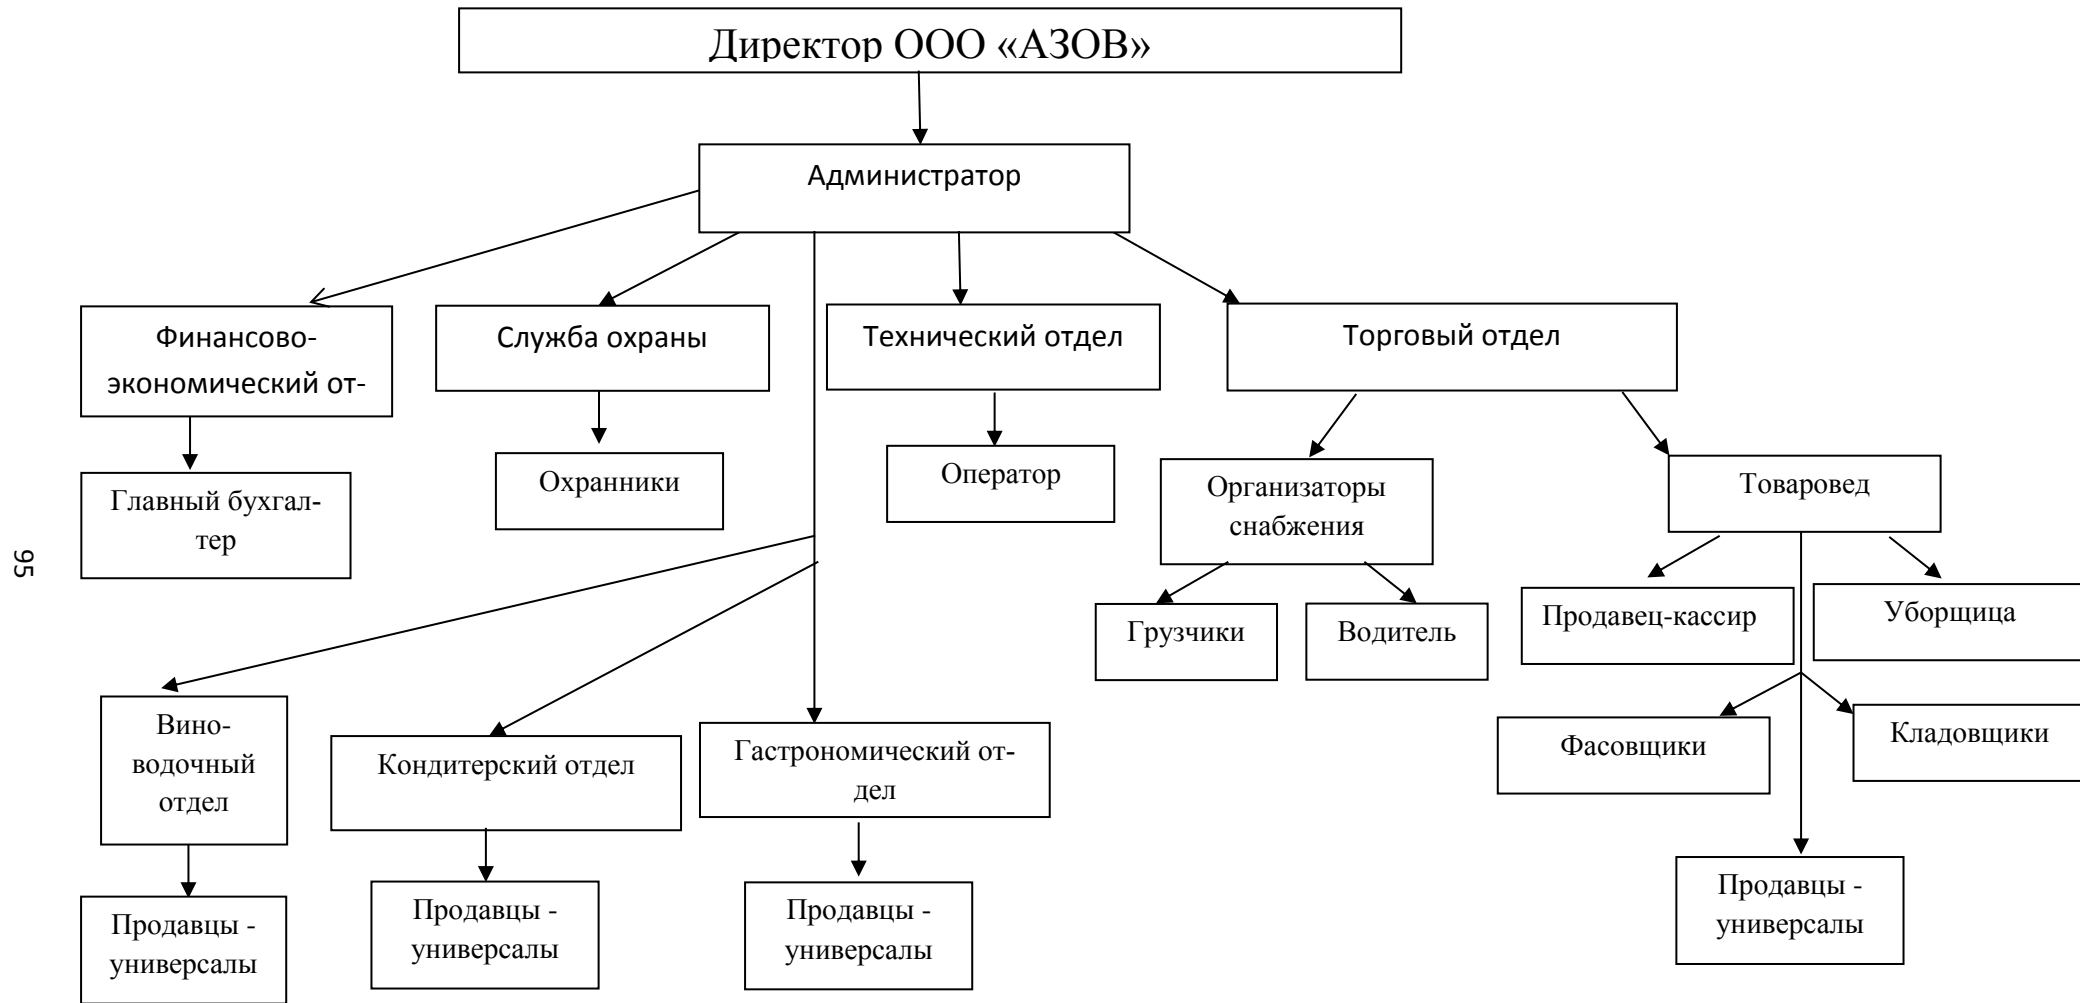 Директор ООО «АЗОВ»
Администратор
Финансово-
экономический от-
Служба охраны
Технический отдел
Торговый отдел
Главный бухгал-
тер
Охранники
Оператор
Организаторы
снабжения
Товаровед
Грузчики
Водитель
Продавец-кассир
Уборщица
Вино-
водочный
отдел
Кондитерский отдел
Гастрономический от-
дел
Фасовщики
Кладовщики
Продавцы -
универсалы
Продавцы -
универсалы
Продавцы -
универсалы
Продавцы -
универсалы
95